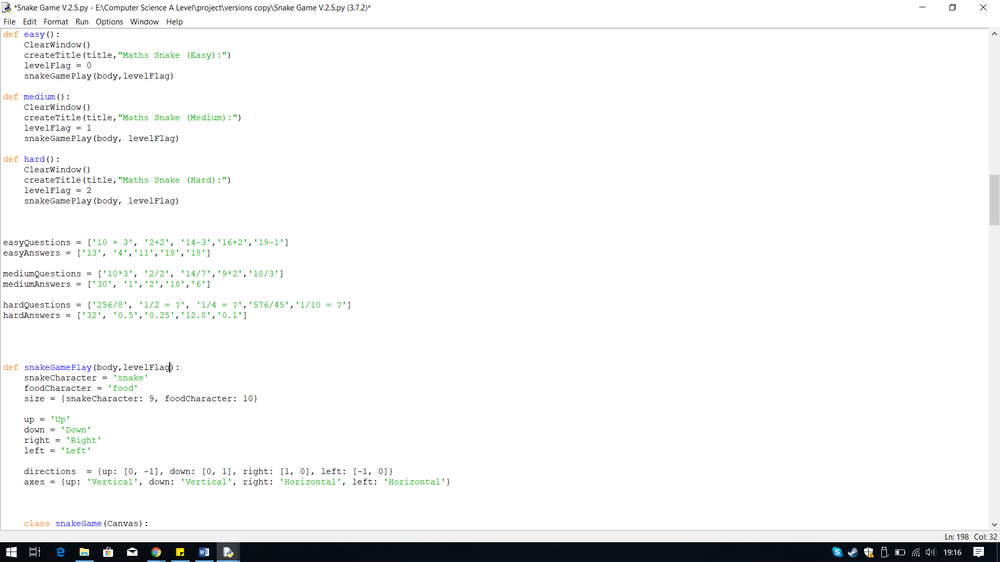 *Snake Game V.2.5.py - E:\Computer Science A Level\project\versions copy\Snake Game V.2.5.py (3.7.2)*
File Edit Format Run Options Window Help
def easy():
    ClearWindow()
    createTitle(title,"Maths Snake (Easy):")
    levelFlag = 0
    snakeGamePlay(body,levelFlag)
def medium():
    ClearWindow()
    createTitle(title,"Maths Snake (Medium):")
    levelFlag = 1
    snakeGamePlay(body, levelFlag)
def hard():
    ClearWindow()
    createTitle(title,"Maths Snake (Hard):")
    levelFlag = 2
    snakeGamePlay(body, levelFlag)
easyQuestions = ['10 + 3', '2+2', '14-3','16+2','19-1']
easyAnswers = ['13', '4','11','18','18']
mediumQuestions = ['10*3', '2/2', '14/7','9*2','18/3']
mediumAnswers = ['30', '1','2','18','6']
hardQuestions = ['256/8', '1/2 = ?', '1/4 = ?','576/45','1/10 = ?']
hardAnswers = ['32', '0.5','0.25','12.8','0.1']
def snakeGamePlay(body,levelFlag):
    snakeCharacter = 'snake'
    foodCharacter = 'food'
    size = {snakeCharacter: 9, foodCharacter: 10}
    up = 'Up'
    down = 'Down'
    right = 'Right'
    left = 'Left'
    directions  = {up: [0, -1], down: [0, 1], right: [1, 0], left: [-1, 0]}
    axes = {up: 'Vertical', down: 'Vertical', right: 'Horizontal', left: 'Horizontal'}
    class snakeGame(Canvas):
Ln: 198 Col: 32
19:16